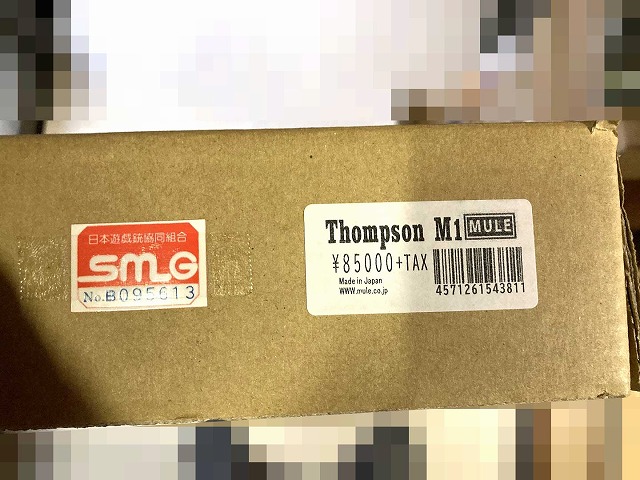 日本遊戯銃協同組合
SMLG
No.B095613
Thompson M1 MULE
¥85000+TAX
Made in Japan
WWW.mule.co.jp
4571261543811